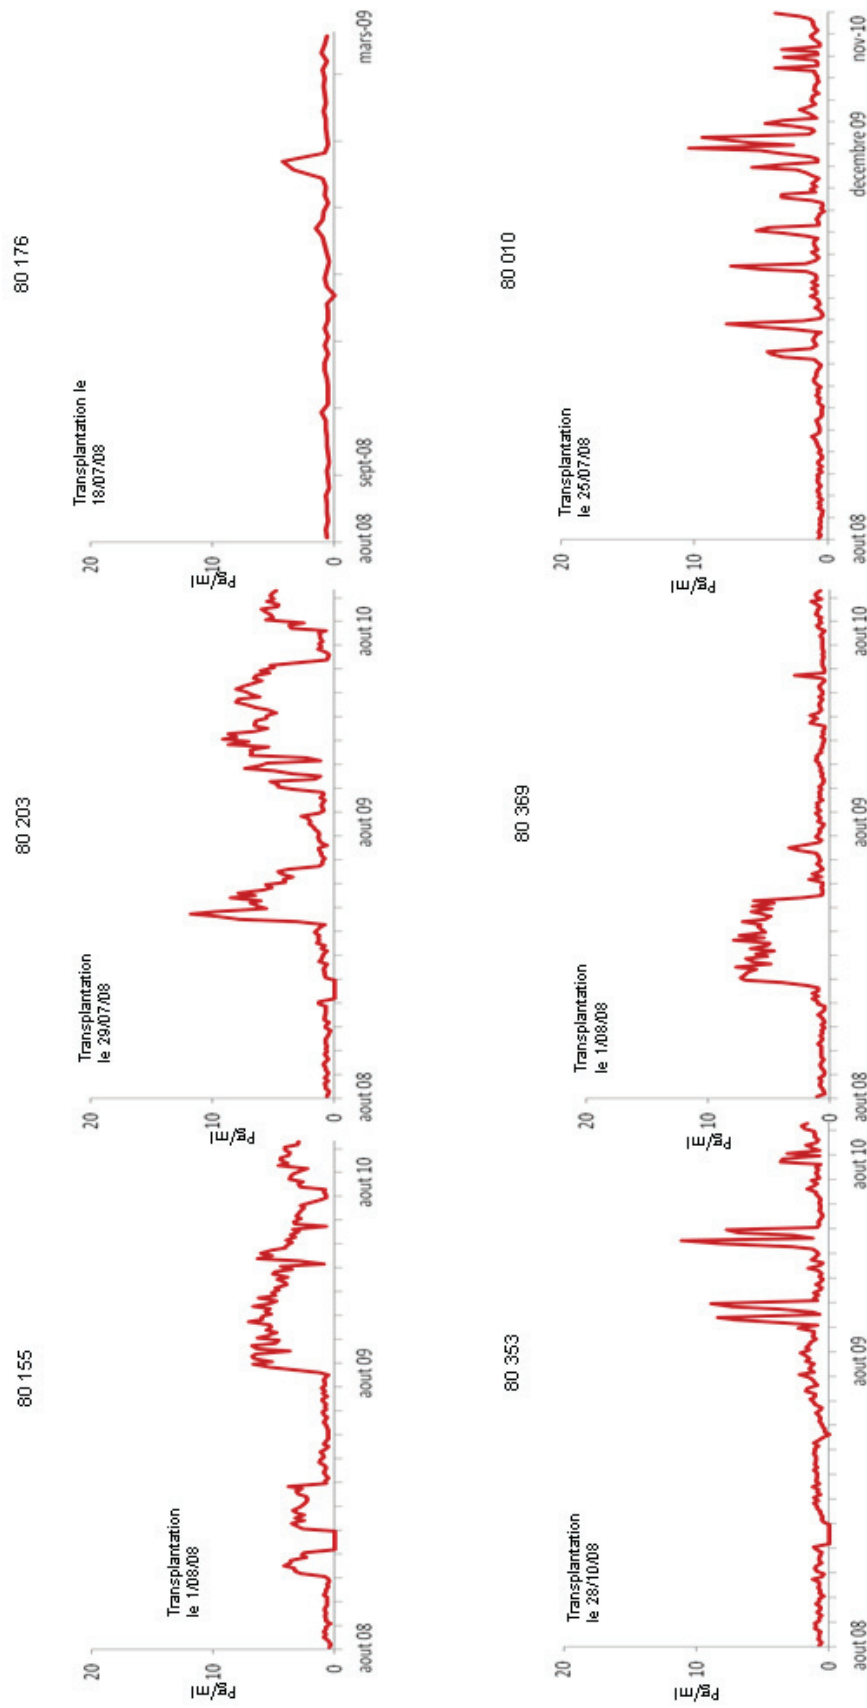 80 155
20
10
0
Pg/ml
Transplantation
le 1/08/08
aout 08
aout 09
aout 10
80 203
20
10
0
Pg/ml
Transplantation
le 29/07/08
aout 08
aout 09
aout 10
80 176
20
10
0
Pg/ml
Transplantation le
18/07/08
aout 08
sept-08
mars-09
80 353
20
10
0
Pg/ml
Transplantation
le 28/10/08
aout 08
aout 09
aout 10
80 369
20
10
0
Pg/ml
Transplantation
le 1/08/08
aout 08
aout 09
aout 10
80 010
20
10
0
Pg/ml
Transplantation
le 25/07/08
aout 08
decembre 09
nov-10